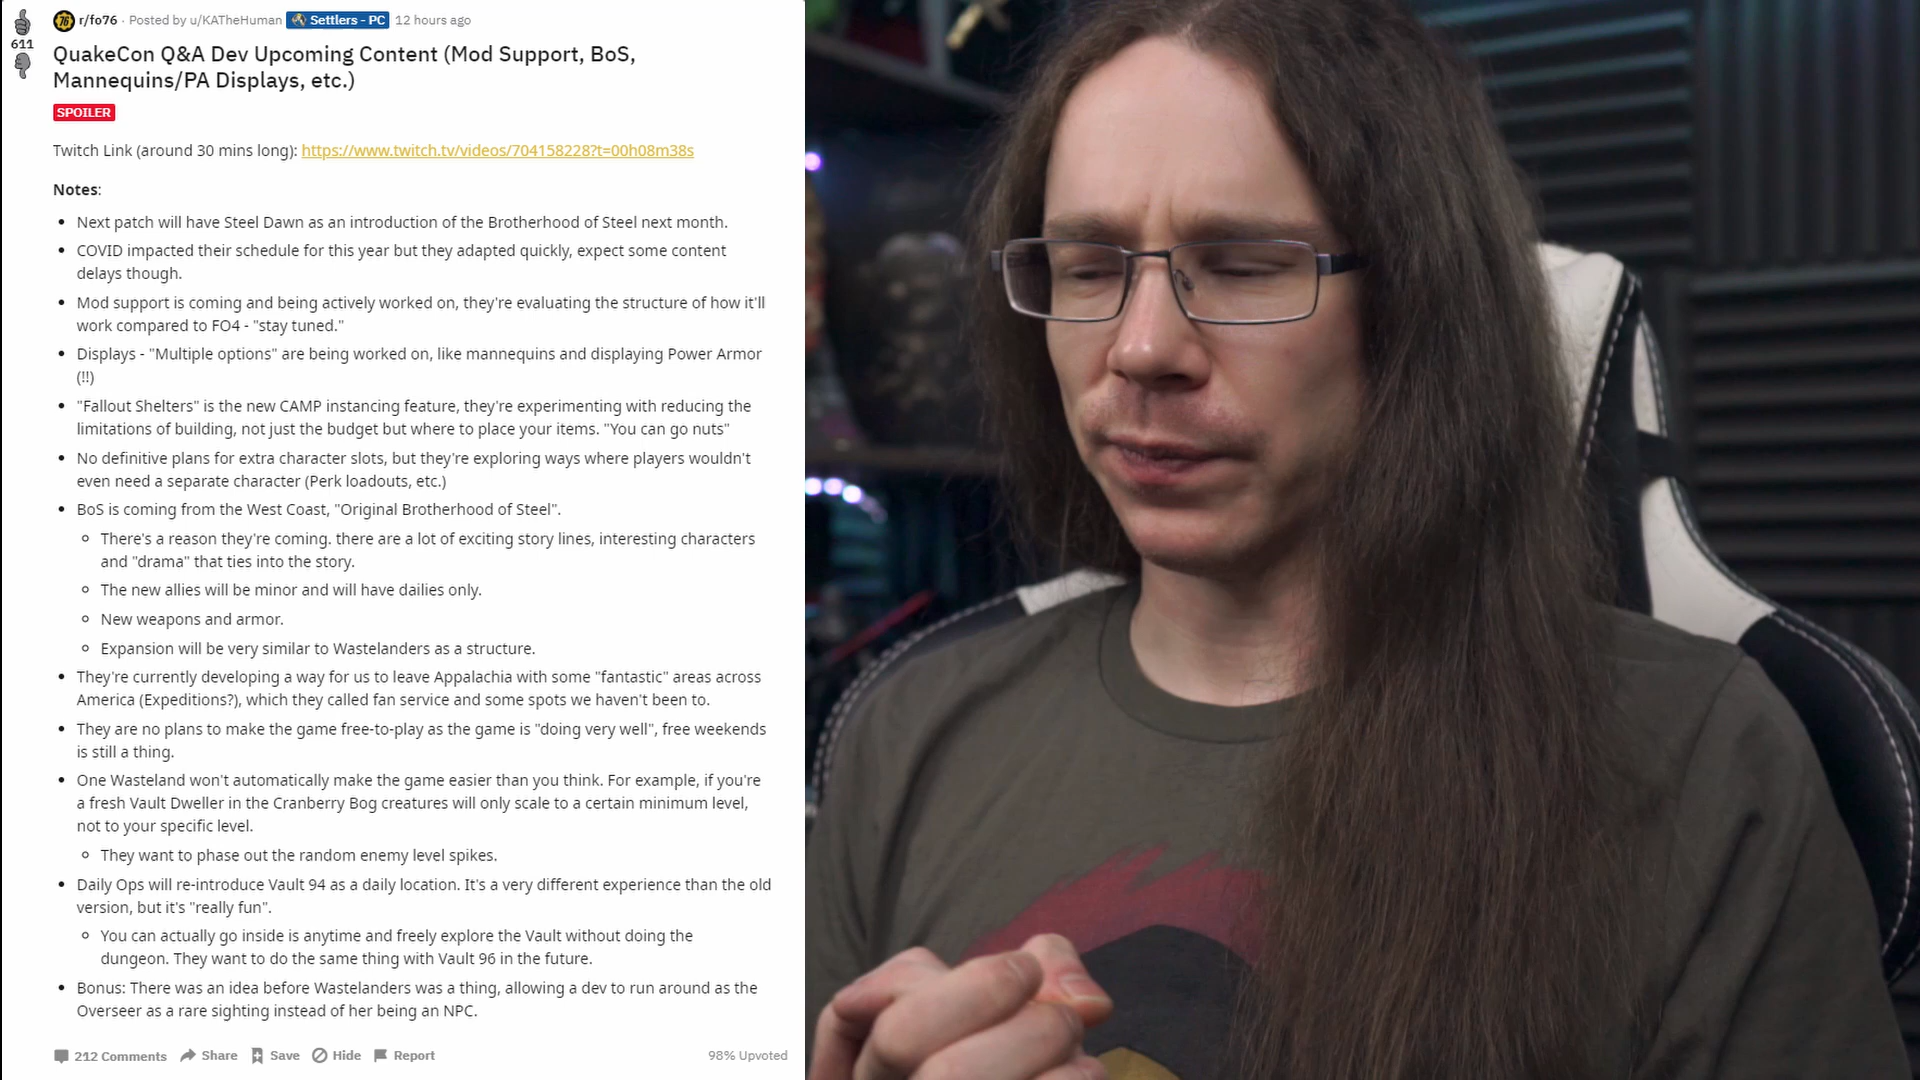 r/fo76 · Posted by u/KATheHuman Settlers - PC 12 hours ago
611
QuakeCon Q&A Dev Upcoming Content (Mod Support, BoS,
Mannequins/PA Displays, etc.)
SPOILER
Twitch Link (around 30 mins long): https://www.twitch.tv/videos/704158228?t=00h08m38s
Notes:
• Next patch will have Steel Dawn as an introduction of the Brotherhood of Steel next month.
• COVID impacted their schedule for this year but they adapted quickly, expect some content
delays though.
• Mod support is coming and being actively worked on, they're evaluating the structure of how it'll
work compared to FO4 - "stay tuned."
• Displays - "Multiple options" are being worked on, like mannequins and displaying Power Armor
(!!)
• "Fallout Shelters" is the new CAMP instancing feature, they're experimenting with reducing the
limitations of building, not just the budget but where to place your items. "You can go nuts"
• No definitive plans for extra character slots, but they're exploring ways where players wouldn't
even need a separate character (Perk loadouts, etc.)
• BoS is coming from the West Coast, "Original Brotherhood of Steel".
◦ There's a reason they're coming. there are a lot of exciting story lines, interesting characters
and "drama" that ties into the story.
◦ The new allies will be minor and will have dailies only.
◦ New weapons and armor.
◦ Expansion will be very similar to Wastelanders as a structure.
• They're currently developing a way for us to leave Appalachia with some "fantastic" areas across
America (Expeditions?), which they called fan service and some spots we haven't been to.
• They are no plans to make the game free-to-play as the game is "doing very well", free weekends
is still a thing.
• One Wasteland won't automatically make the game easier than you think. For example, if you're
a fresh Vault Dweller in the Cranberry Bog creatures will only scale to a certain minimum level,
not to your specific level.
◦ They want to phase out the random enemy level spikes.
• Daily Ops will re-introduce Vault 94 as a daily location. It's a very different experience than the old
version, but it's "really fun".
◦ You can actually go inside is anytime and freely explore the Vault without doing the
dungeon. They want to do the same thing with Vault 96 in the future.
• Bonus: There was an idea before Wastelanders was a thing, allowing a dev to run around as the
Overseer as a rare sighting instead of her being an NPC.
212 Comments Share Save Hide Report 98% Upvoted